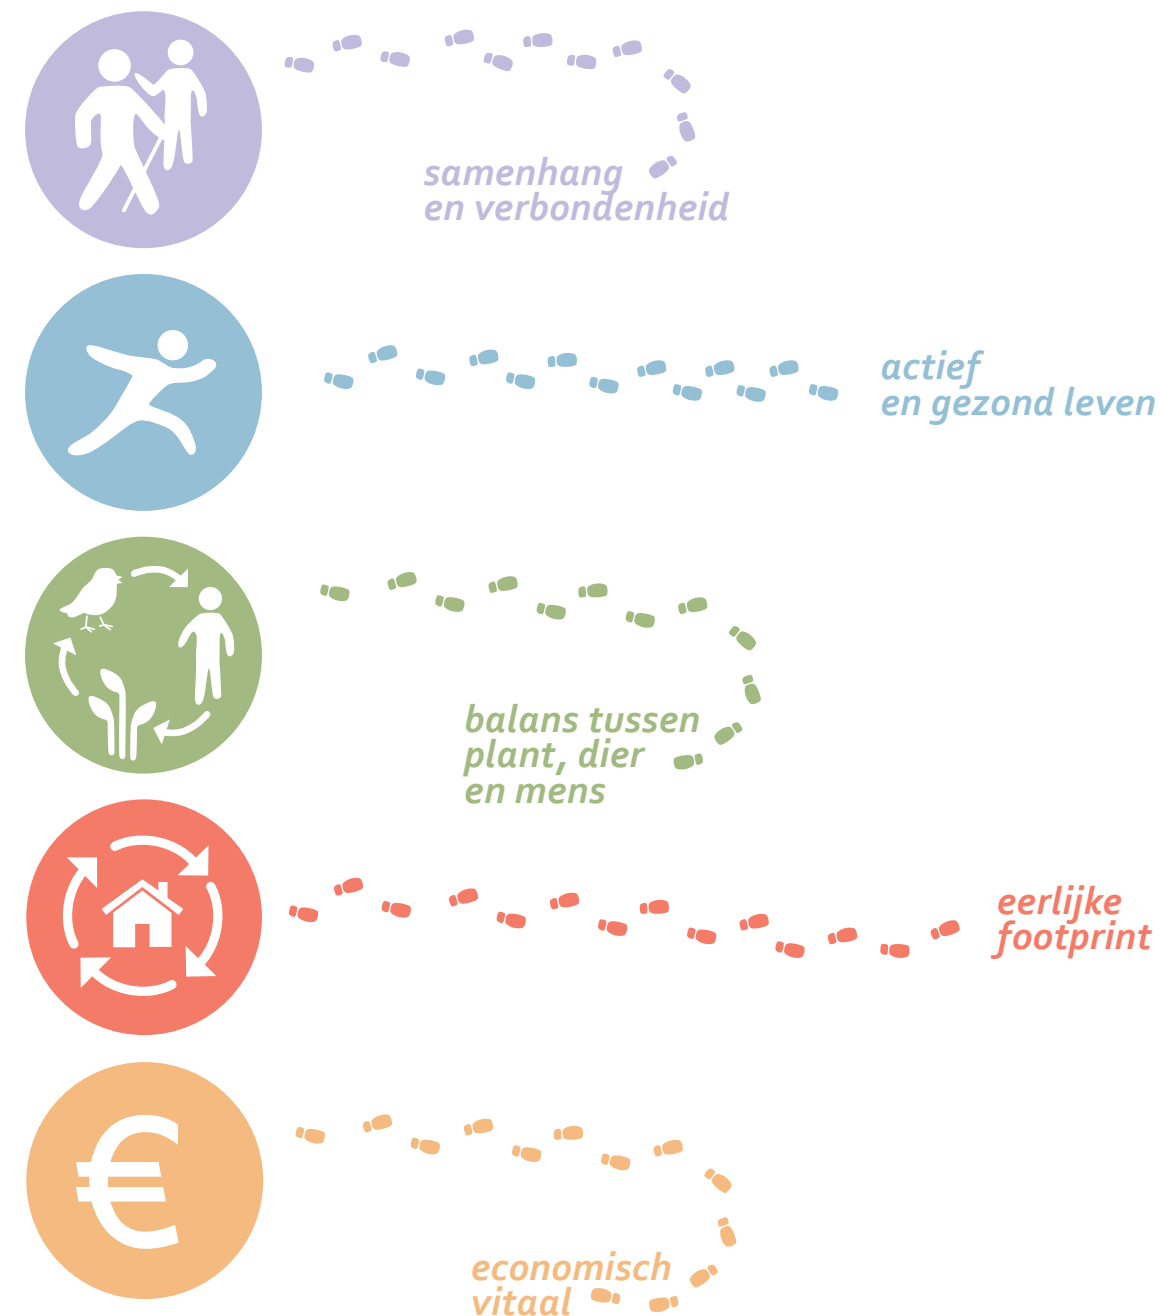 samenhang
en verbondenheid
actief
en gezond leven
balans tussen
plant, dier
en mens
eerlijke
footprint
€
economisch
vitaal